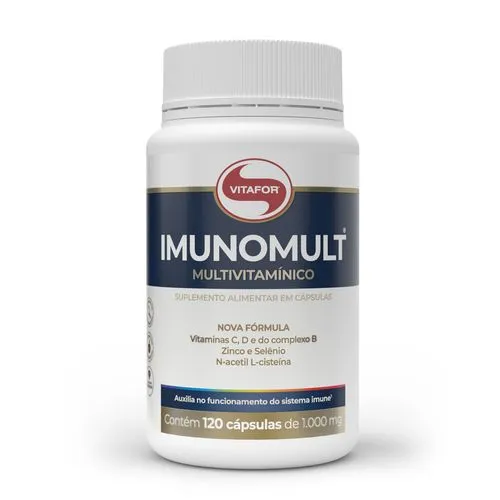 VITAFOR®
IMUNOMULT®
MULTIVITAMÍNICO
SUPLEMENTO ALIMENTAR EM CÁPSULAS
NOVA FÓRMULA
Vitaminas C, D e do complexo B
Zinco e Selênio
N-acetil L-cisteína
Auxilia no funcionamento do sistema imune¹
Contém 120 cápsulas de 1.000 mg